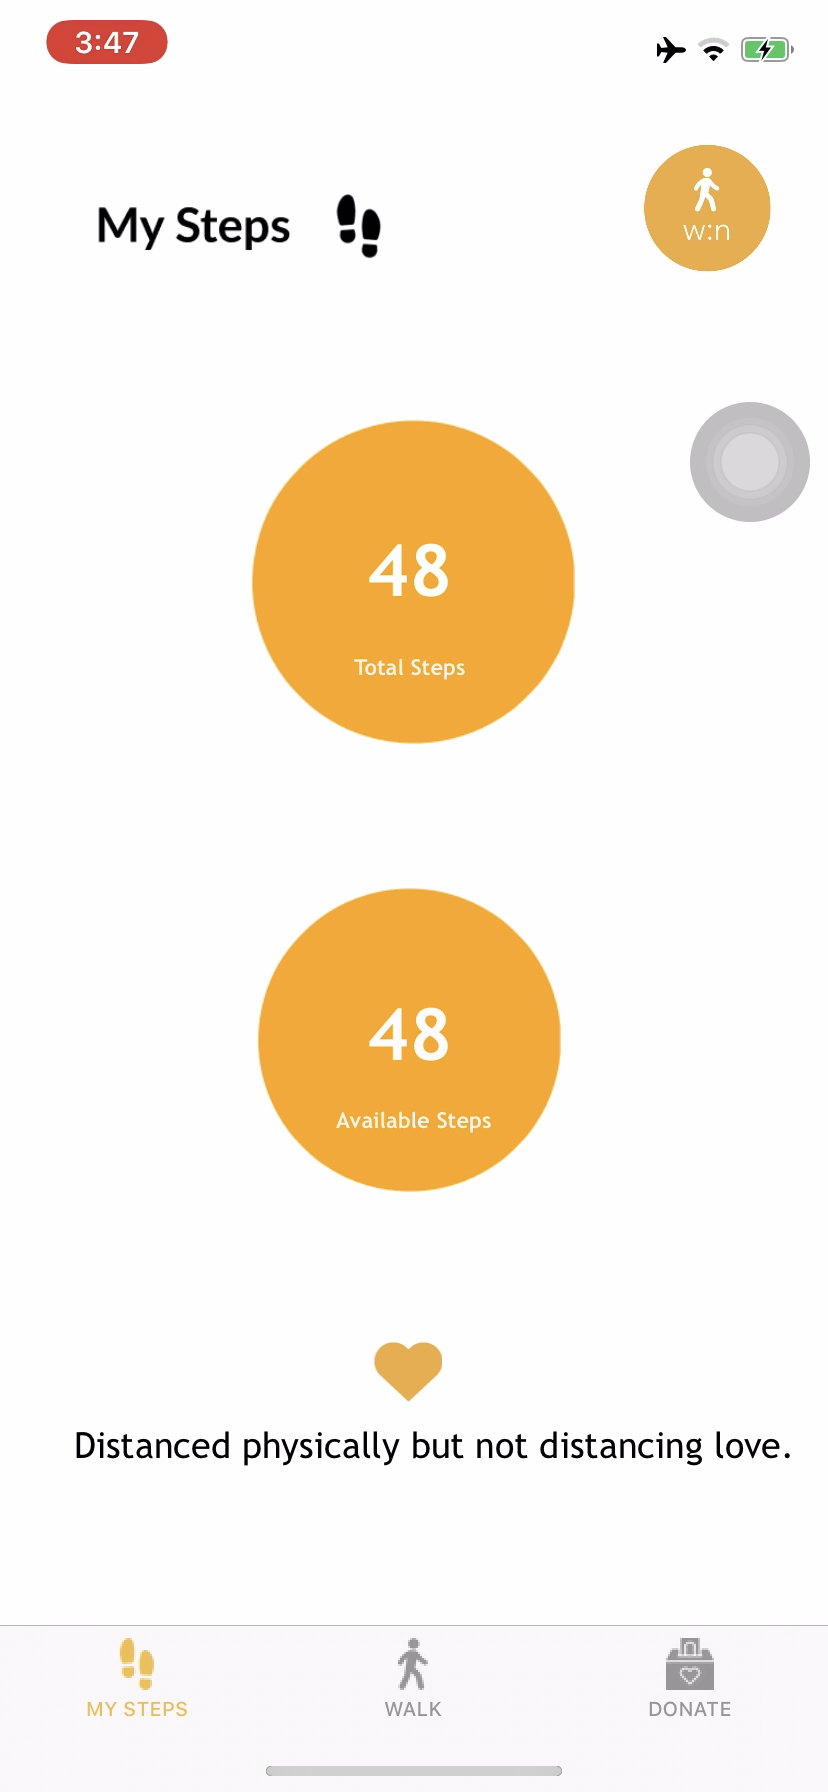 3:47
My Steps
w:n
48
Total Steps
48
Available Steps
Distanced physically but not distancing love.
MY STEPS
WALK
DONATE